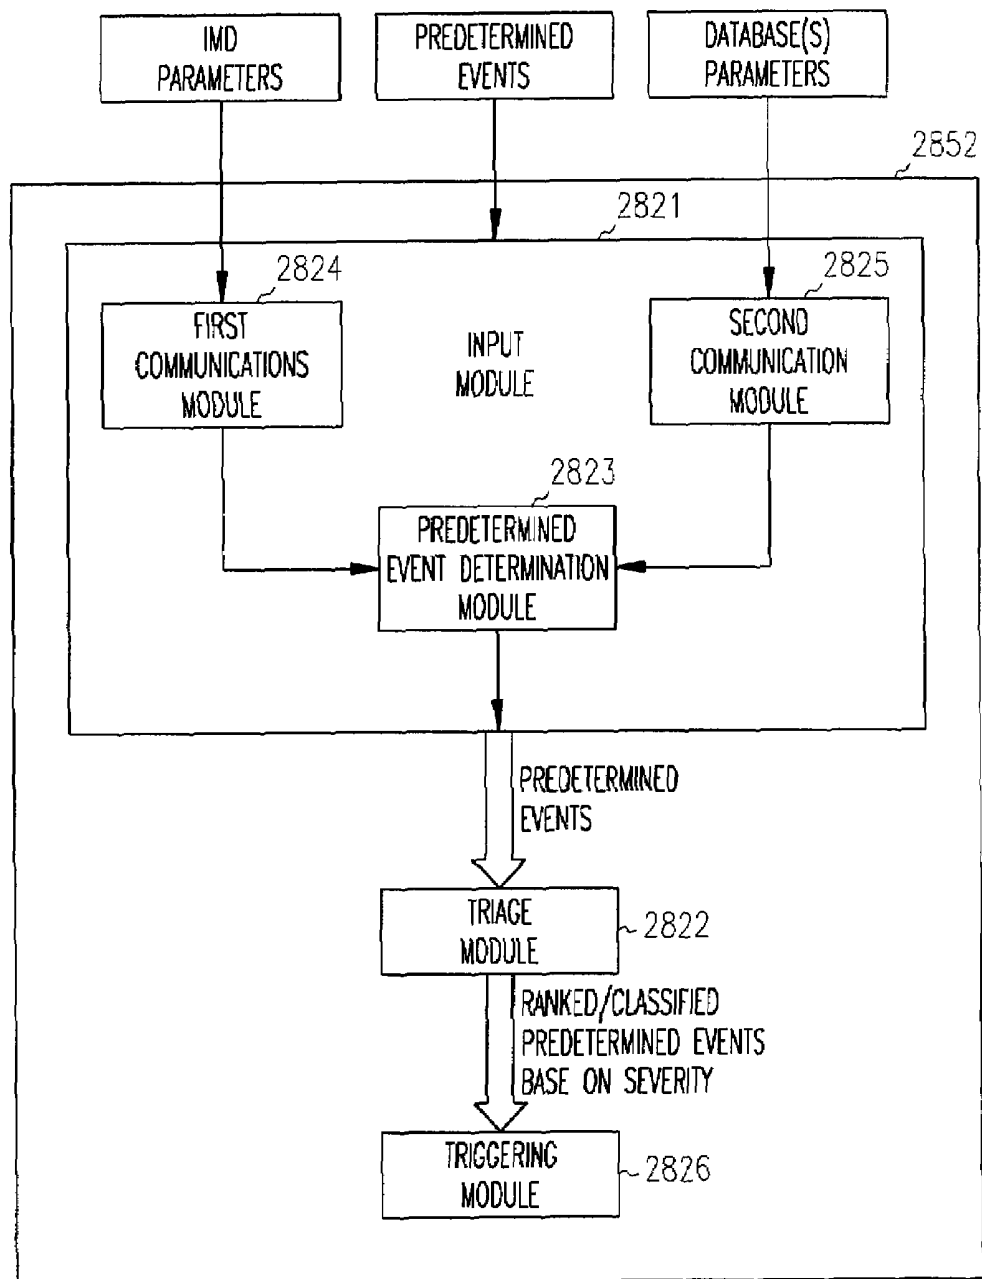 IMD
PARAMETERS
PREDETERMINED
EVENTS
DATABASE(S)
PARAMETERS
2852
2821
2824
FIRST
COMMUNICATIONS
MODULE
INPUT
MODULE
2825
SECOND
COMMUNICATION
MODULE
2823
PREDETERMINED
EVENT DETERMINATION
MODULE
PREDETERMINED
EVENTS
TRIAGE
MODULE
2822
RANKED/CLASSIFIED
PREDETERMINED EVENTS
BASE ON SEVERITY
TRIGGERING
MODULE
2826